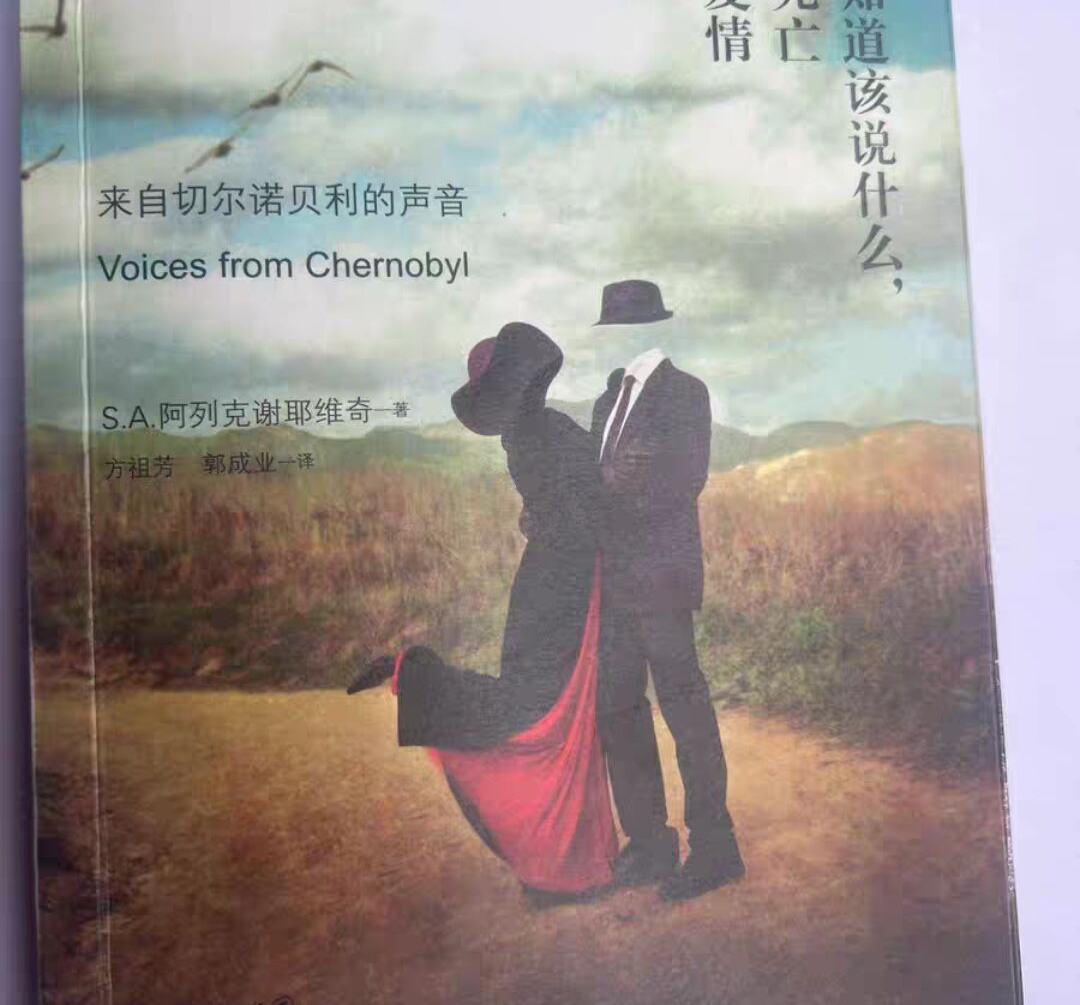 知道该说什么,
死亡
爱情
来自切尔诺贝利的声音
Voices from Chernobyl
S.A.阿列克谢耶维奇一著
方祖芳 郭成业一译